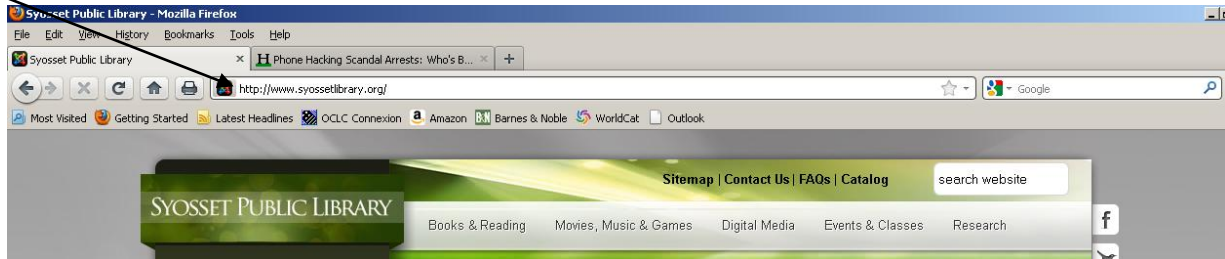 Syosset Public Library - Mozilla Firefox
File Edit View History Bookmarks Tools Help
Syosset Public Library × H Phone Hacking Scandal Arrests: Who's B... × +
http://www.syossetlibrary.org/ Google
Most Visited Getting Started Latest Headlines OCLC Connexion a Amazon B&N Barnes & Noble WorldCat Outlook
Sitemap | Contact Us | FAQs | Catalog search website
SYOSSET PUBLIC LIBRARY
Books & Reading Movies, Music & Games Digital Media Events & Classes Research
f